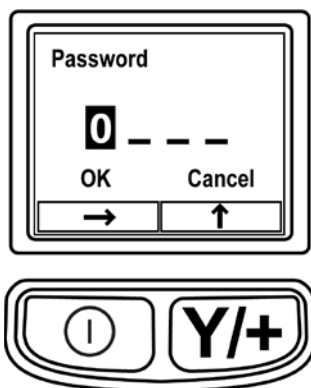 Password
0 _ _ _
OK Cancel
→ ↑
Y/+